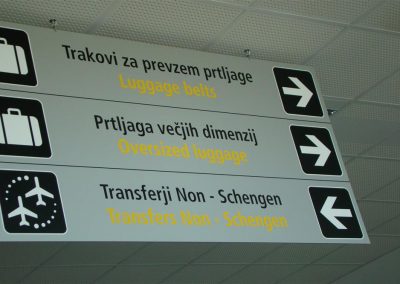 Trakovi za prevzem prtljage
Luggage belts
Prtljaga večjih dimenzij
Oversized luggage
Transferji Non - Schengen
Transfers Non - Schengen